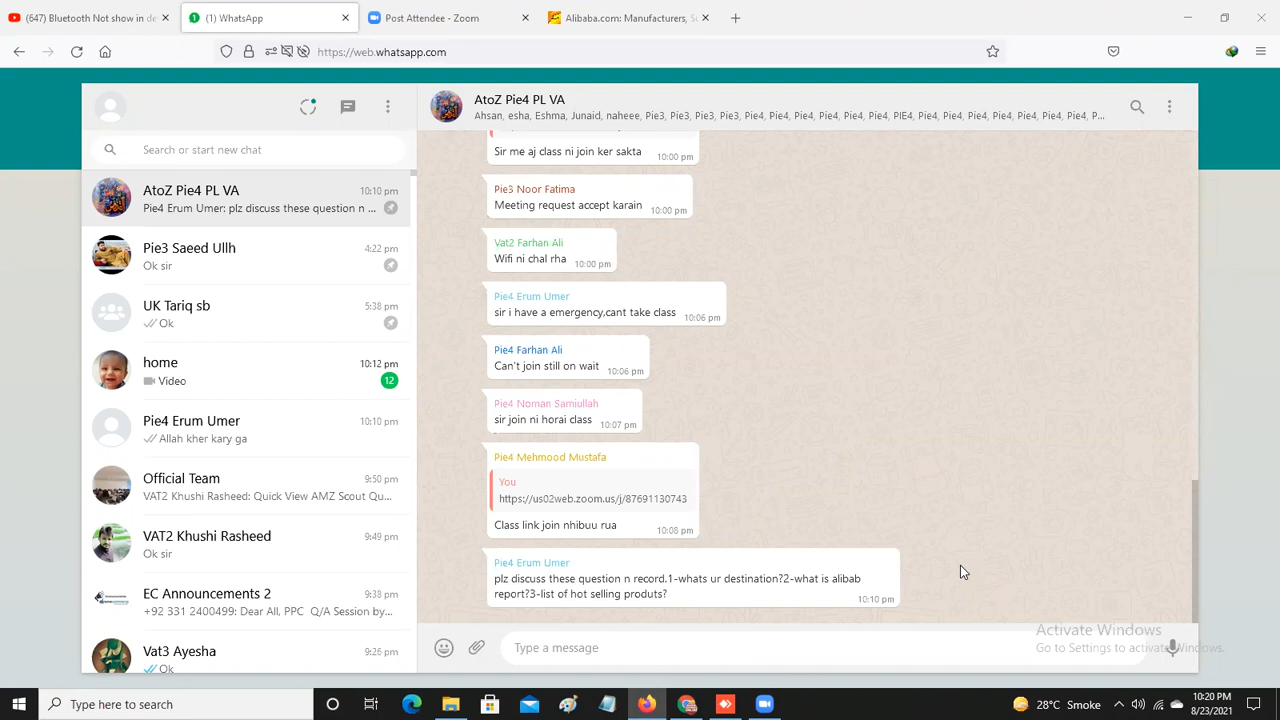 (647) Bluetooth Not show in de
(1) WhatsApp
Post Attendee - Zoom
Alibaba.com: Manufacturers, Su
https://web.whatsapp.com
Search or start new chat
AtoZ Pie4 PL VA
10:10 pm
Pie4 Erum Umer: plz discuss these question n ...
Pie3 Saeed Ullh
4:22 pm
Ok sir
UK Tariq sb
5:38 pm
Ok
home
10:12 pm
Video
12
Pie4 Erum Umer
10:10 pm
Allah kher kary ga
Official Team
9:50 pm
VAT2 Khushi Rasheed: Quick View AMZ Scout Qu...
VAT2 Khushi Rasheed
9:49 pm
Ok sir
EC Announcements 2
9:38 pm
+92 331 2400499: Dear All, PPC  Q/A Session by...
Vat3 Ayesha
9:26 pm
Ok
AtoZ Pie4 PL VA
Ahsan, esha, Eshma, Junaid, naheee, Pie3, Pie3, Pie3, Pie3, Pie4, Pie4, Pie4, Pie4, Pie4, Pie4, PIE4, Pie4, Pie4, Pie4, Pie4, Pie4, Pie4, P...
Sir me aj class ni join ker sakta
10:00 pm
Pie3 Noor Fatima
Meeting request accept karain
10:00 pm
Vat2 Farhan Ali
Wifi ni chal rha
10:00 pm
Pie4 Erum Umer
sir i have a emergency,cant take class
10:06 pm
Pie4 Farhan Ali
Can't join still on wait
10:06 pm
Pie4 Noman Samiullah
sir join ni horai class
10:07 pm
Pie4 Mehmood Mustafa
You
https://us02web.zoom.us/j/87691130743
Class link join nhibuu rua
10:08 pm
Pie4 Erum Umer
plz discuss these question n record.1-whats ur destination?2-what is alibab
report?3-list of hot selling produts?
10:10 pm
Type a message
Activate Windows
Go to Settings to activate Windows.
Type here to search
28°C Smoke
10:20 PM
8/23/2021